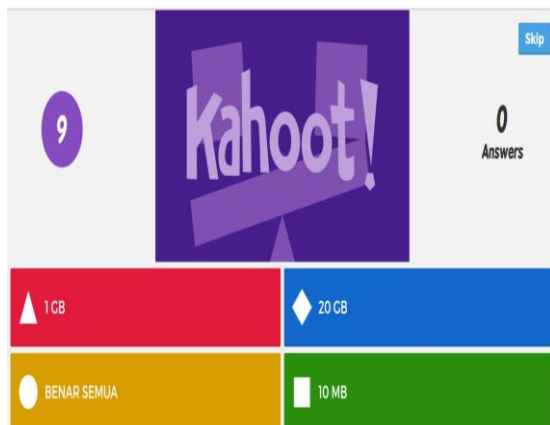 Skip
9
Kahoot!
0
Answers
1 GB
20 GB
BENAR SEMUA
10 MB